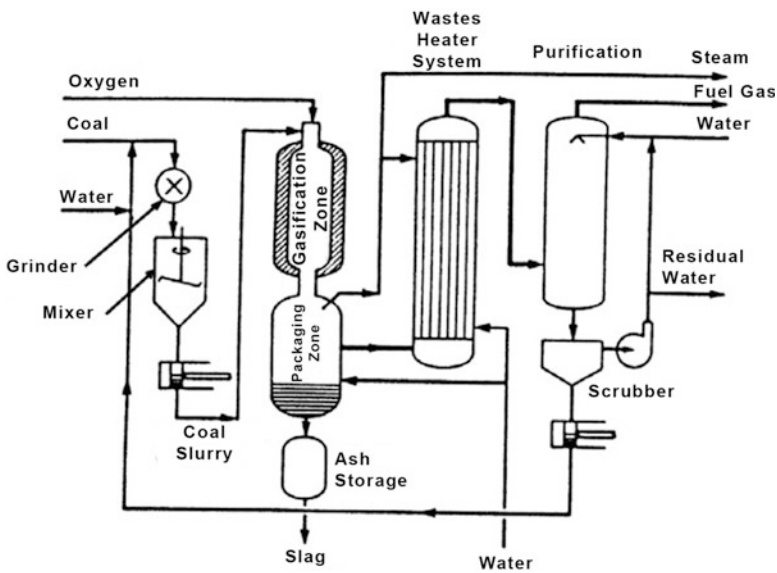 Wastes
Heater
System
Purification
Steam
Oxygen
Fuel Gas
Coal
Water
Water
Gasification
Zone
Grinder
Mixer
Residual
Water
Packaging
Zone
Scrubber
Coal
Slurry
Ash
Storage
Slag
Water